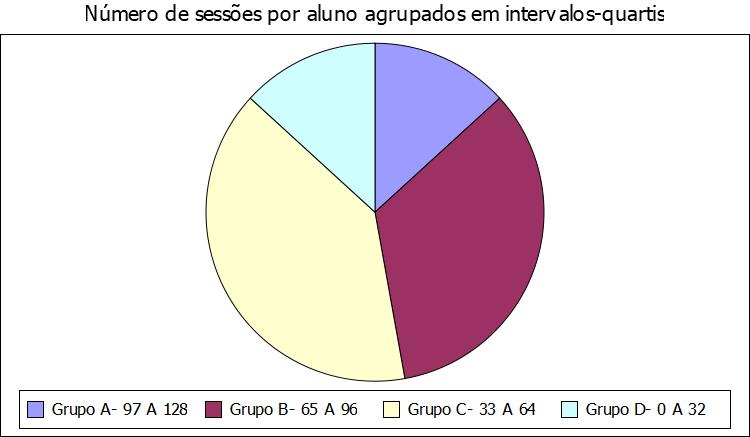 Número de sessões por aluno agrupados em intervalos-quartis
Grupo A- 97 A 128 Grupo B- 65 A 96 Grupo C- 33 A 64 Grupo D- 0 A 32